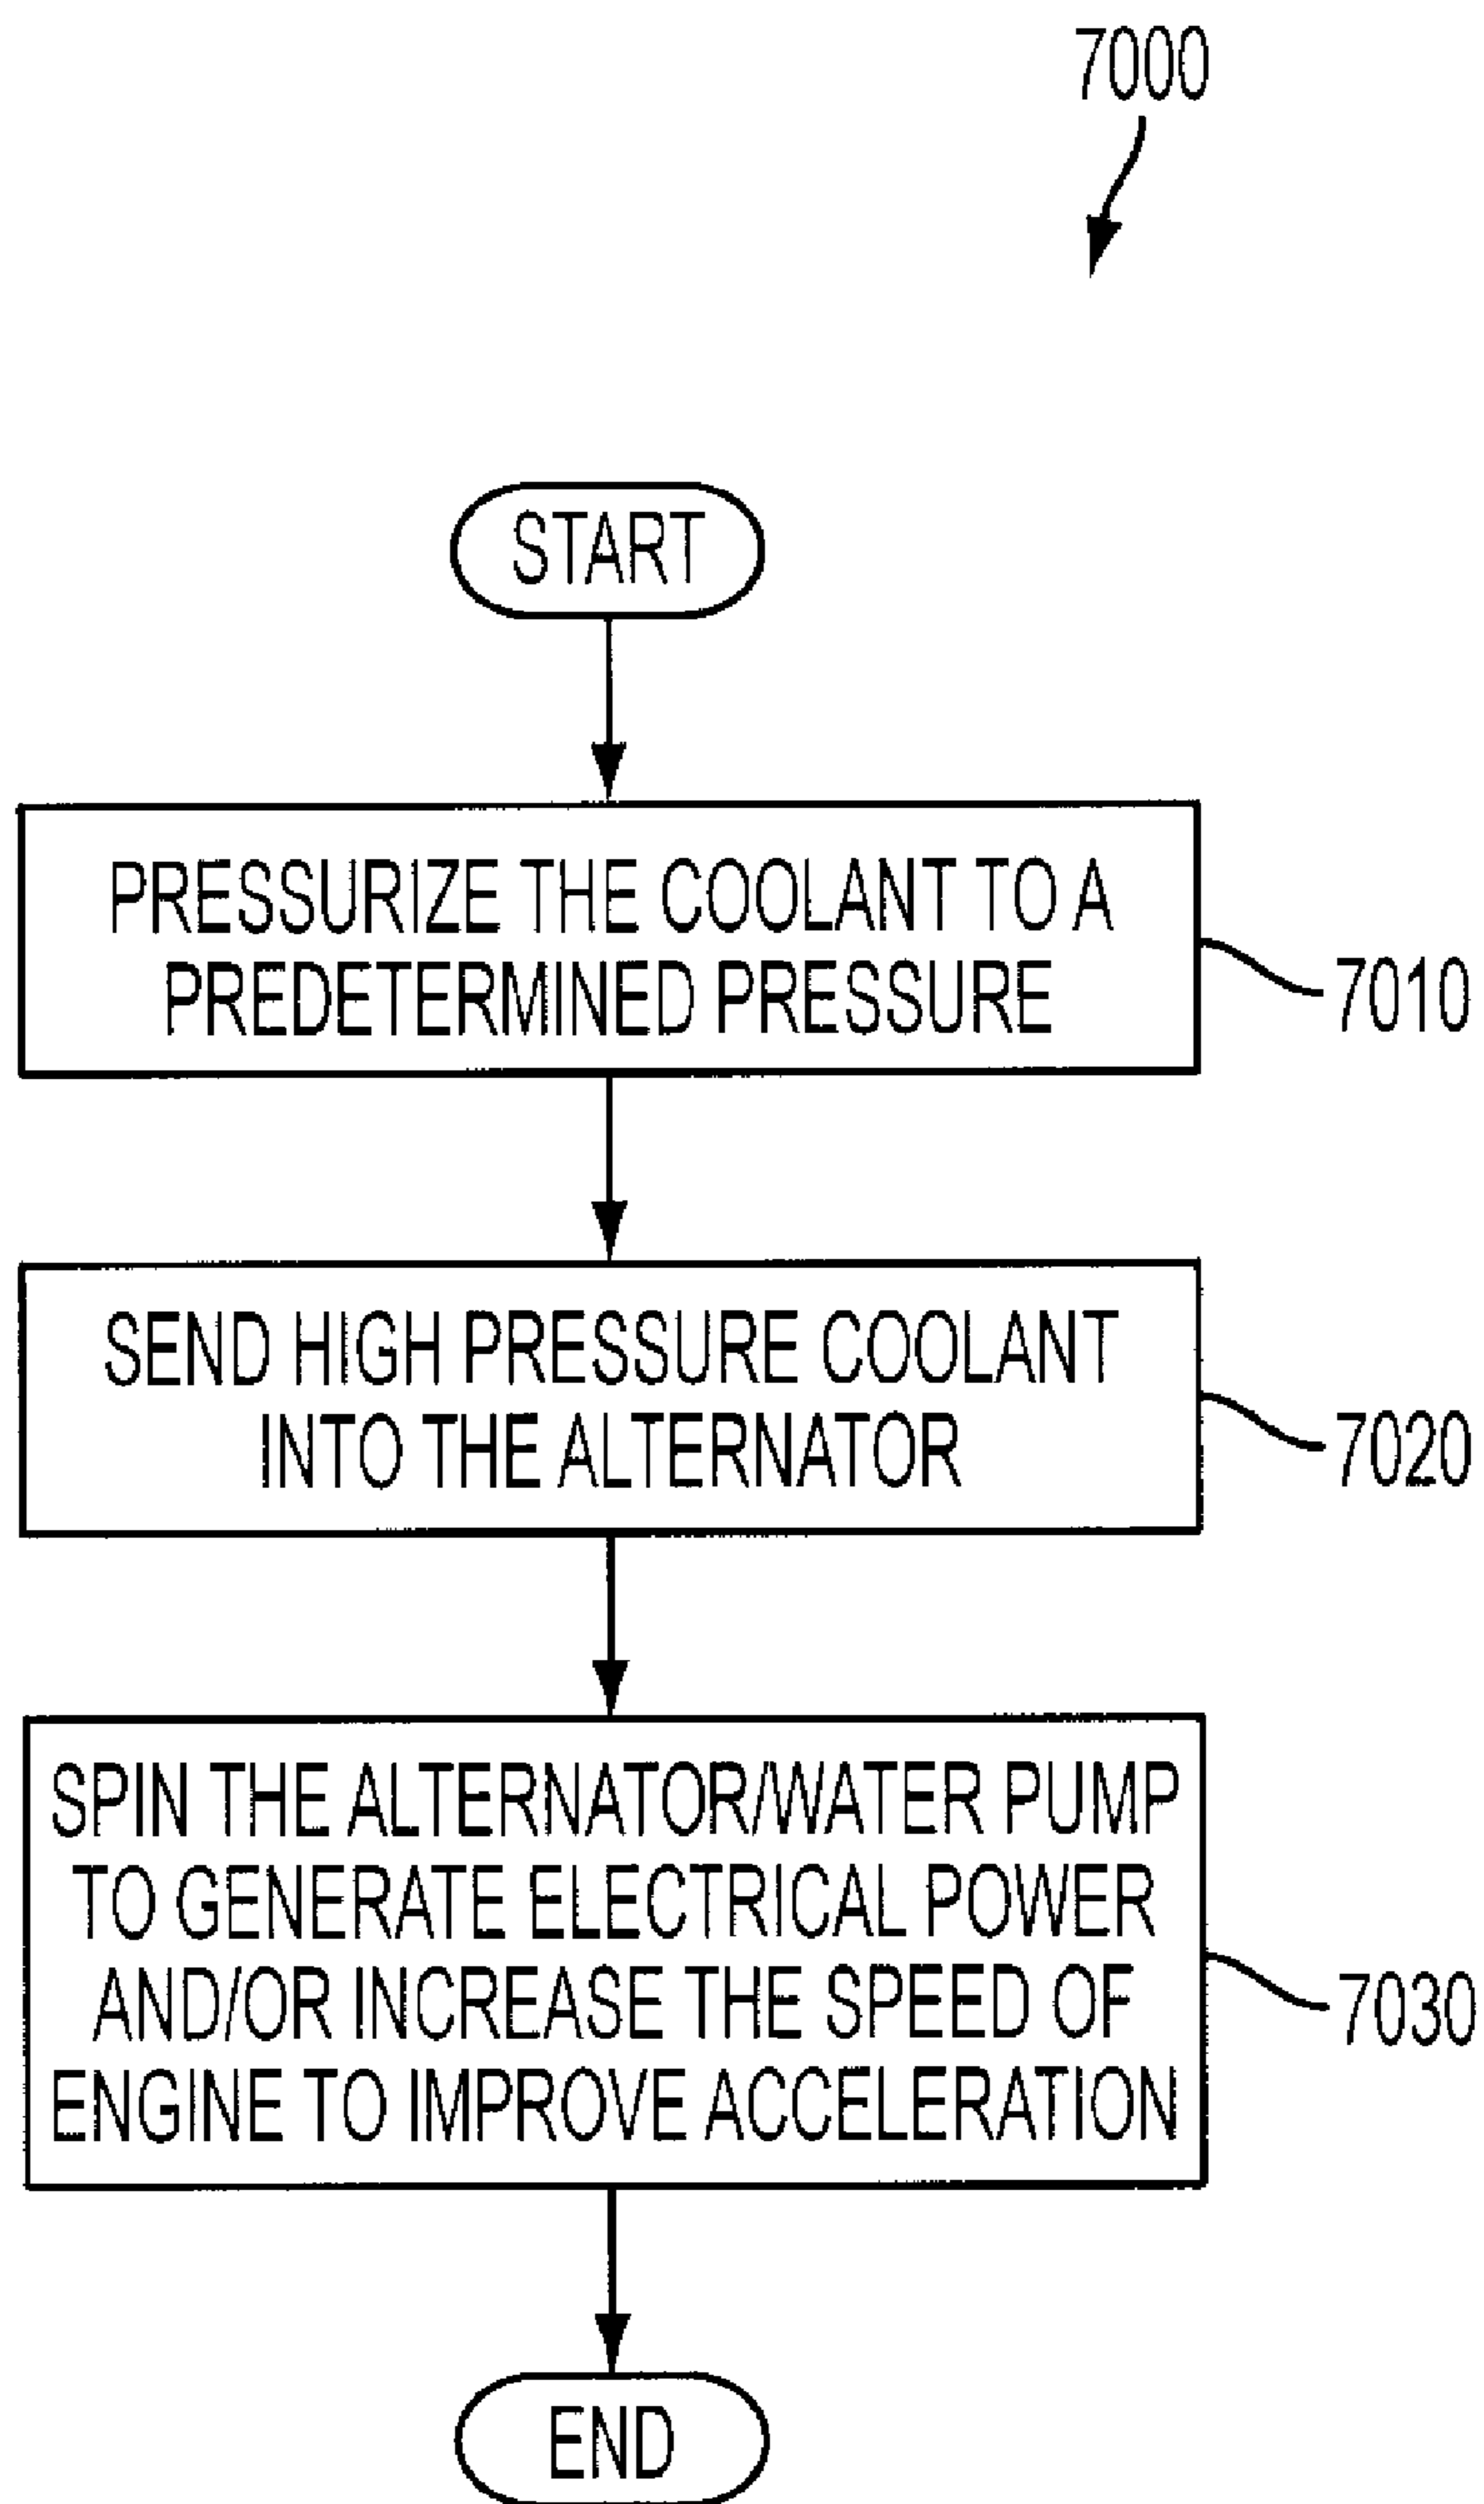 7000
START
PRESSURIZE THE COOLANT TO A
PREDETERMINED PRESSURE
7010
SEND HIGH PRESSURE COOLANT
INTO THE ALTERNATOR
7020
SPIN THE ALTERNATOR/WATER PUMP
TO GENERATE ELECTRICAL POWER
AND/OR INCREASE THE SPEED OF
ENGINE TO IMPROVE ACCELERATION
7030
END